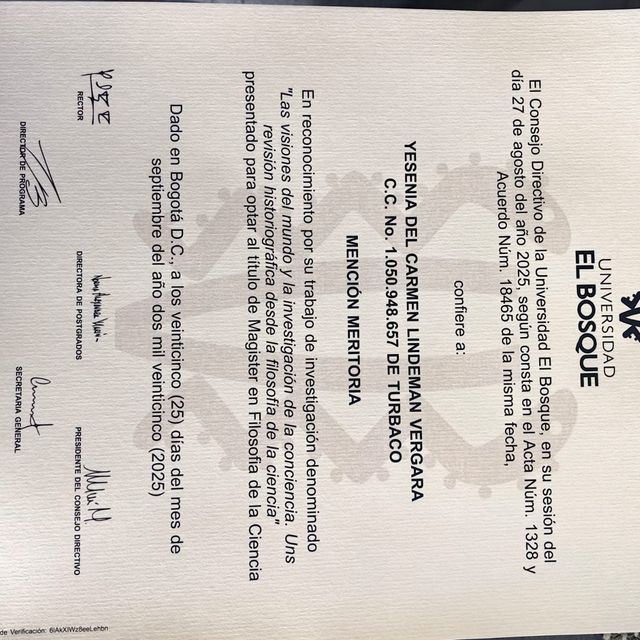 UNIVERSIDAD
EL BOSQUE
El Consejo Directivo de la Universidad El Bosque, en su sesión del
día 27 de agosto del año 2025, según consta en el Acta Núm. 1328 y
Acuerdo Núm. 18465 de la misma fecha,
confiere a:
YESENIA DEL CARMEN LINDEMAN VERGARA
C.C. No. 1.050.948.657 DE TURBACO
MENCIÓN MERITORIA
En reconocimiento por su trabajo de investigación denominado
"Las visiones del mundo y la investigación de la conciencia. Uns
revisión historiográfica desde la filosofía de la ciencia"
presentado para optar al título de Magister en Filosofía de la Ciencia
Dado en Bogotá D.C., a los veinticinco (25) días del mes de
septiembre del año dos mil veinticinco (2025)
RECTOR
DIRECTORA DE POSTGRADOS
PRESIDENTE DEL CONSEJO DIRECTIVO
DIRECTOR DE PROGRAMA
SECRETARIA GENERAL
de Verificación: 6lAkXIWz8eeLehbn